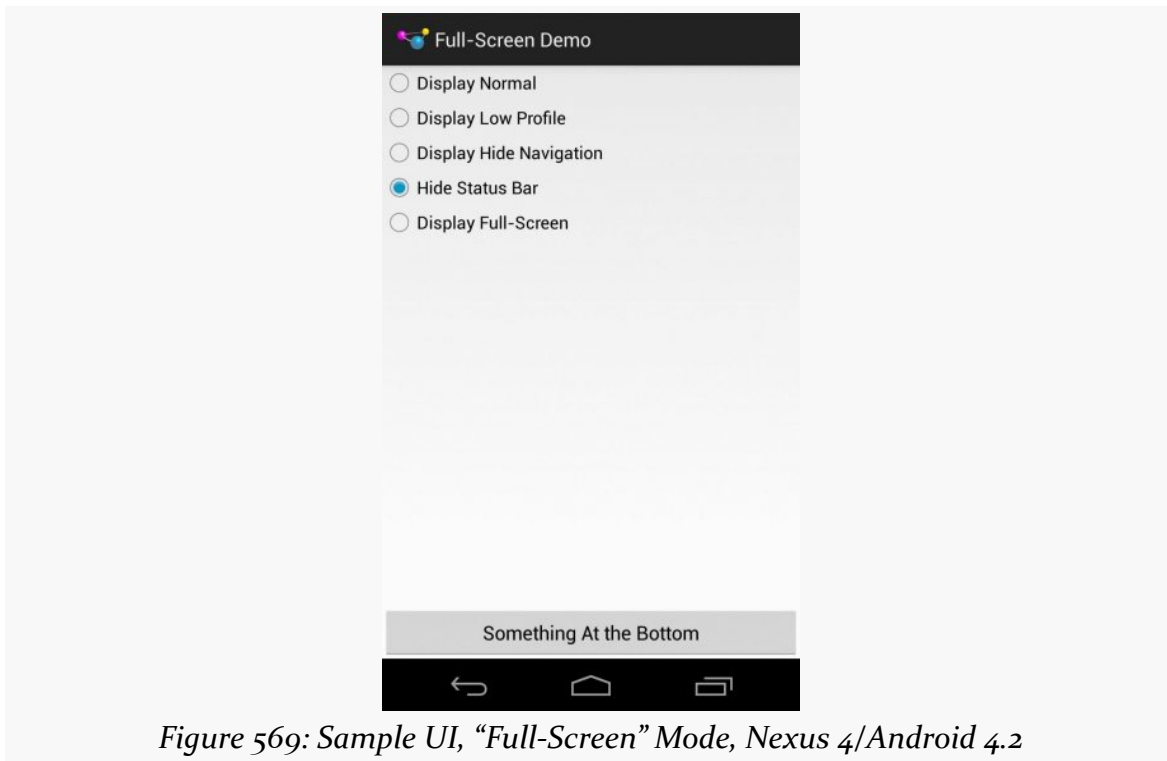 Full-Screen Demo
Display Normal
Display Low Profile
Display Hide Navigation
Hide Status Bar
Display Full-Screen
Something At the Bottom
Figure 569: Sample UI, “Full-Screen” Mode, Nexus 4/Android 4.2